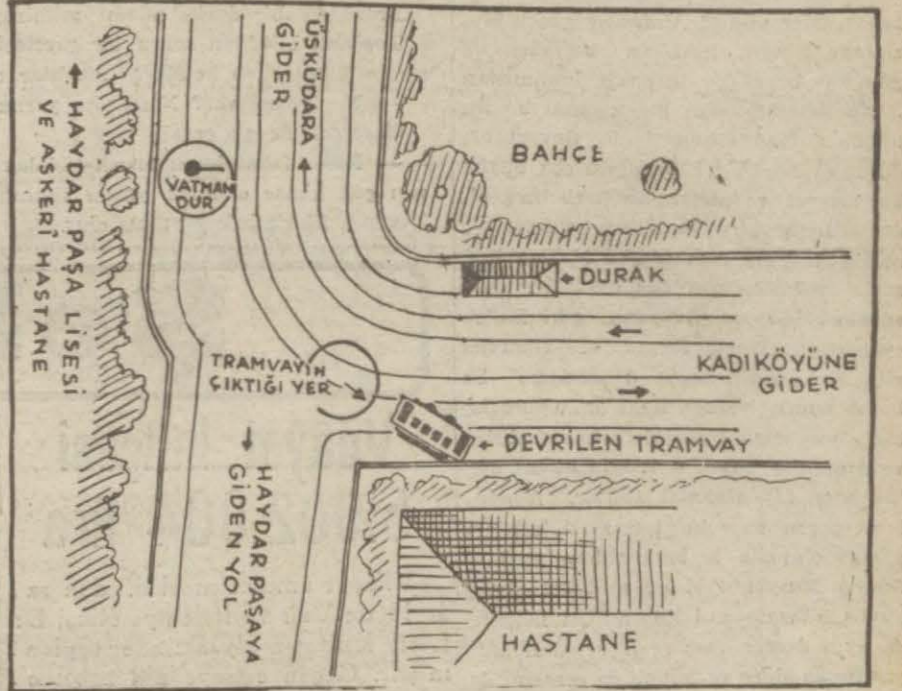 ← HAYDAR PAŞA LİSESİ
VE ASKERİ HASTANE
VATMAN
DUR
ÜSKÜDARA
GİDER
BAHÇE
← DURAK
KADIKÖYÜNE
GİDER
TRAMVAYIN
ÇIKTIĞI YER
← DEVRİLEN TRAMVAY
→ HAYDAR PAŞAYA
GİDEN YOL
HASTANE